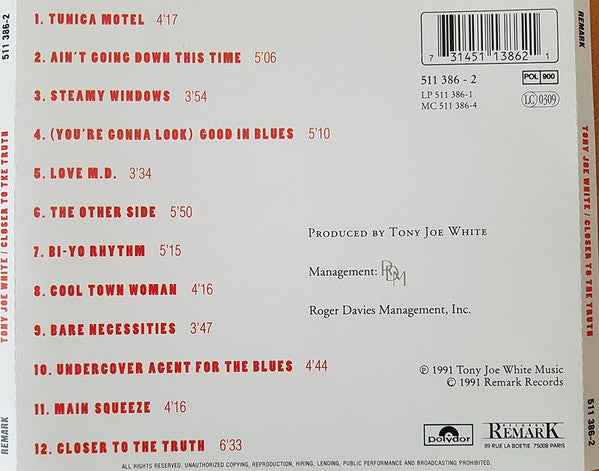 511 386-2
REMARK
TONY JOE WHITE / CLOSER TO THE TRUTH
1. TUNICA MOTEL 4'17
2. AIN'T GOING DOWN THIS TIME 5'06
3. STEAMY WINDOWS 3'54
4. (YOU'RE GONNA LOOK) GOOD IN BLUES 5'10
5. LOVE M.D. 3'34
6. THE OTHER SIDE 5'50
7. BI-YO RHYTHM 5'15
8. COOL TOWN WOMAN 4'16
9. BARE NECESSITIES 3'47
10. UNDERCOVER AGENT FOR THE BLUES 4'44
11. MAIN SQUEEZE 4'16
12. CLOSER TO THE TRUTH 6'33
7 31451 13862 1
511 386 - 2
POL 900
LP 511 386-1
MC 511 386-4
LC 0309
PRODUCED BY TONY JOE WHITE
Management: RDM
Roger Davies Management, Inc.
℗ 1991 Tony Joe White Music
© 1991 Remark Records
polydor
RECORDS
REMARK
89 RUE LA BOETIE, 75008 PARIS
ALL RIGHTS RESERVED, UNAUTHORIZED COPYING, REPRODUCTION, HIRING, LENDING, PUBLIC PERFORMANCE AND BROADCASTING PROHIBITED.
REMARK
TONY JOE WHITE / CLOSER TO THE TRUTH
511 386-2